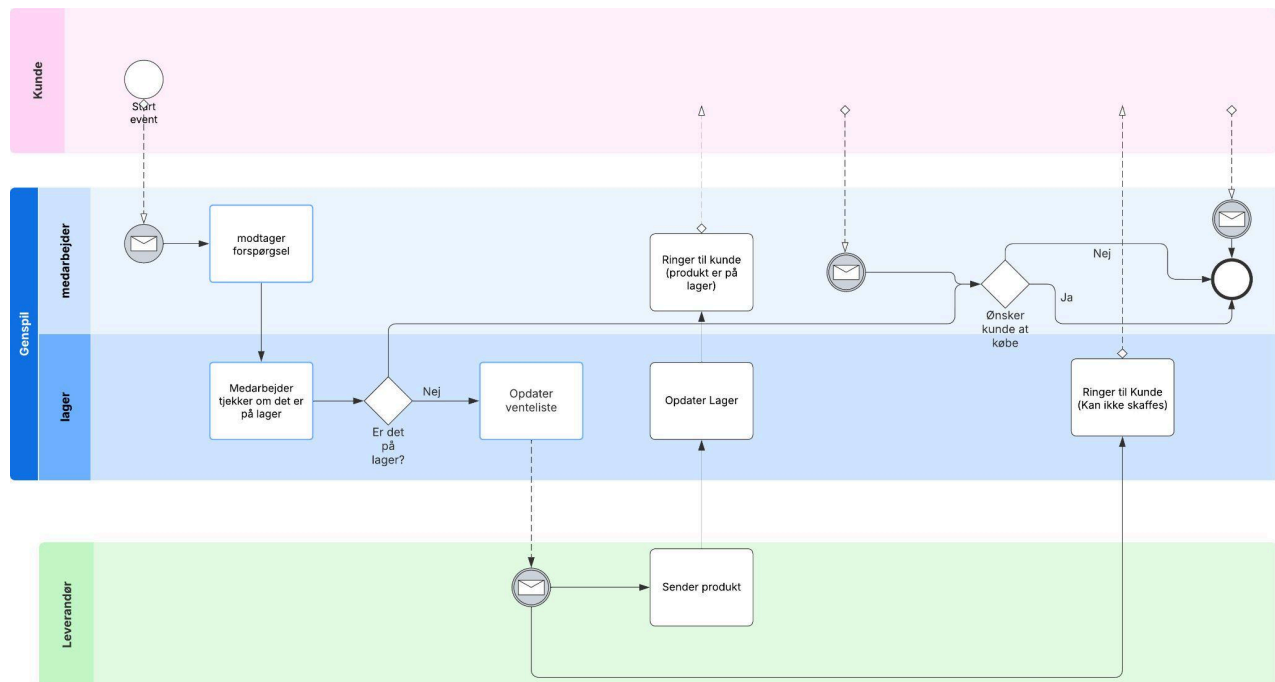 Kunde
Start
event
Genspil
medarbejder
modtager
forspørgsel
Ringer til kunde
(produkt er på
lager)
Nej
Ja
Ønsker
kunde at
købe
lager
Medarbejder
tjekker om det er
på lager
Er det
på
lager?
Nej
Opdater
venteliste
Opdater Lager
Ringer til Kunde
(Kan ikke skaffes)
Leverandør
Sender produkt